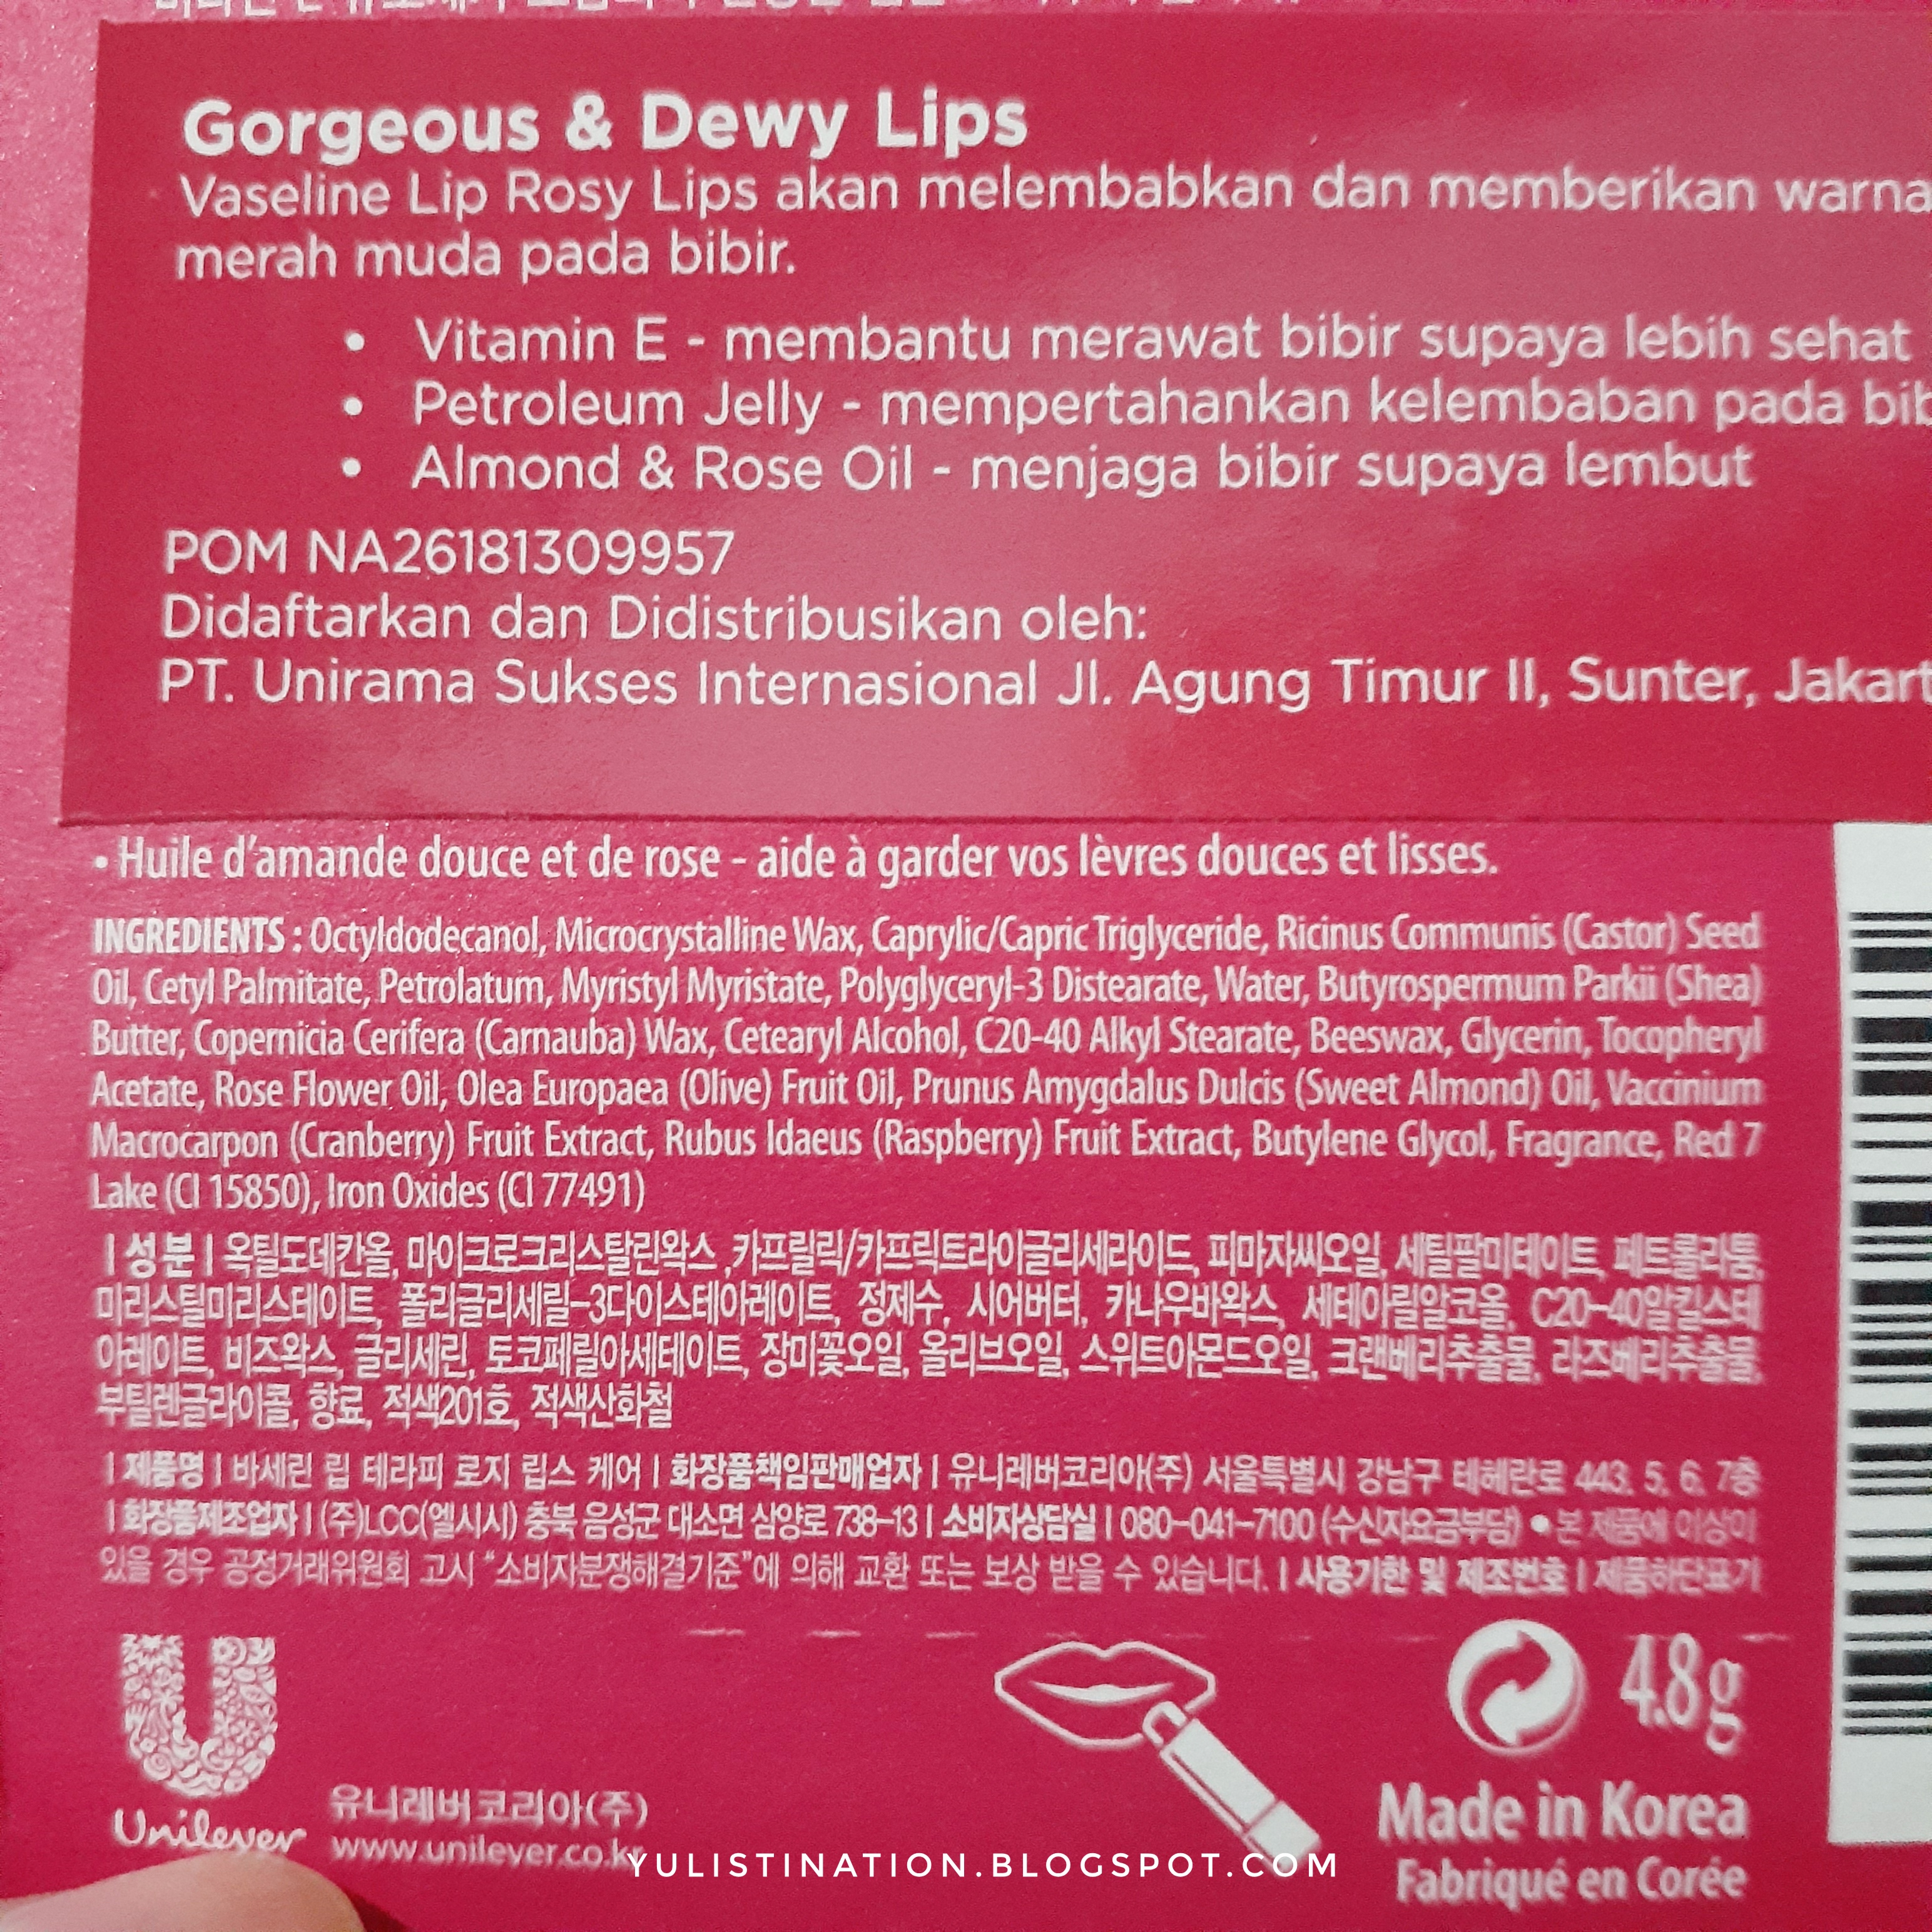 Gorgeous & Dewy Lips
Vaseline Lip Rosy Lips akan melembabkan dan memberikan warna
merah muda pada bibir.
• Vitamin E - membantu merawat bibir supaya lebih sehat
• Petroleum Jelly - mempertahankan kelembaban pada bib
• Almond & Rose Oil - menjaga bibir supaya lembut
POM NA26181309957
Didaftarkan dan Didistribusikan oleh:
PT. Unirama Sukses Internasional Jl. Agung Timur II, Sunter, Jakart
• Huile d'amande douce et de rose - aide à garder vos lèvres douces et lisses.
INGREDIENTS : Octyldodecanol, Microcrystalline Wax, Caprylic/Capric Triglyceride, Ricinus Communis (Castor) Seed
Oil, Cetyl Palmitate, Petrolatum, Myristyl Myristate, Polyglyceryl-3 Distearate, Water, Butyrospermum Parkii (Shea)
Butter, Copernicia Cerifera (Carnauba) Wax, Cetearyl Alcohol, C20-40 Alkyl Stearate, Beeswax, Glycerin, Tocopheryl
Acetate, Rose Flower Oil, Olea Europaea (Olive) Fruit Oil, Prunus Amygdalus Dulcis (Sweet Almond) Oil, Vaccinium
Macrocarpon (Cranberry) Fruit Extract, Rubus Idaeus (Raspberry) Fruit Extract, Butylene Glycol, Fragrance, Red 7
Lake (CI 15850), Iron Oxides (CI 77491)
| 성분 | 옥틸도데칸올, 마이크로크리스탈린왁스, 카프릴릭/카프릭트라이글리세라이드, 피마자씨오일, 세틸팔미테이트, 페트롤라툼,
미리스틸미리스테이트, 폴리글리세릴-3다이스테아레이트, 정제수, 시어버터, 카나우바왁스, 세테아릴알코올, C20-40알킬스테
아레이트, 비즈왁스, 글리세린, 토코페릴아세테이트, 장미꽃오일, 올리브오일, 스위트아몬드오일, 크랜베리추출물, 라즈베리추출물,
부틸렌글라이콜, 향료, 적색201호, 적색산화철
| 제품명 | 바세린 립 테라피 로지 립스 케어 | 화장품책임판매업자 | 유니레버코리아(주) 서울특별시 강남구 테헤란로 443, 5, 6, 7층
| 화장품제조업자 | (주)LCC(엘시시) 충북 음성군 대소면 삼양로 738-13 | 소비자상담실 | 080-041-7100 (수신자요금부담) • 본 제품에 이상이
있을 경우 공정거래위원회 고시 "소비자분쟁해결기준"에 의해 교환 또는 보상 받을 수 있습니다. | 사용기한 및 제조번호 | 제품하단표기
4.8g
Unilever
유니레버코리아(주)
www.unilever.co.kr
Made in Korea
Fabriqué en Corée
YULISTINATION.BLOGSPOT.COM